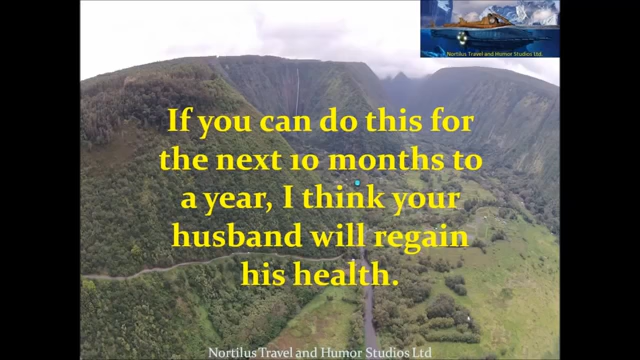 Nortilus Travel and Humor Studios Ltd.
If you can do this for
the next 10 months to
a year, I think your
husband will regain
his health.
Nortilus Travel and Humor Studios Ltd